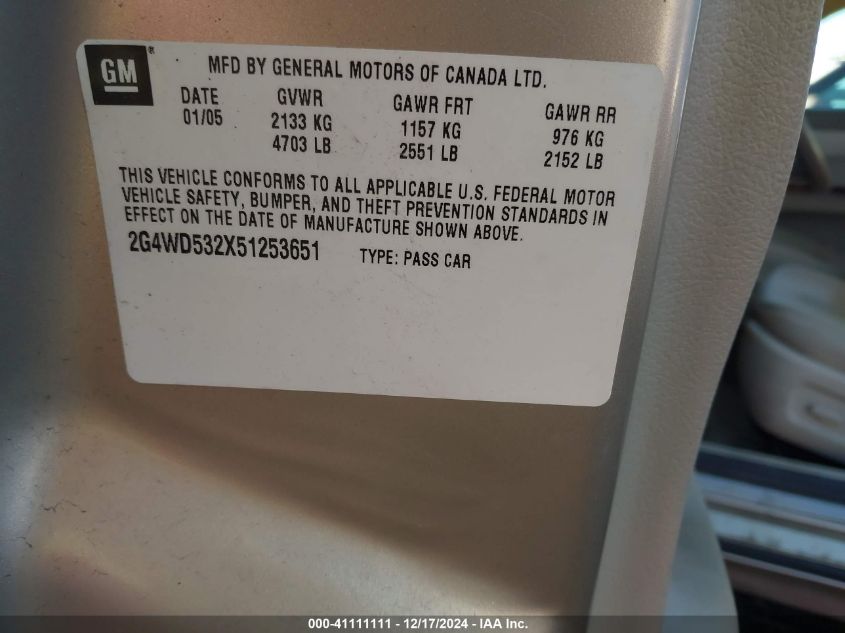 GM
MFD BY GENERAL MOTORS OF CANADA LTD.
DATE GVWR GAWR FRT GAWR RR
01/05 2133 KG 1157 KG 976 KG
4703 LB 2551 LB 2152 LB
THIS VEHICLE CONFORMS TO ALL APPLICABLE U.S. FEDERAL MOTOR
VEHICLE SAFETY, BUMPER, AND THEFT PREVENTION STANDARDS IN
EFFECT ON THE DATE OF MANUFACTURE SHOWN ABOVE.
2G4WD532X51253651 TYPE: PASS CAR
000-41111111 - 12/17/2024 - IAA Inc.